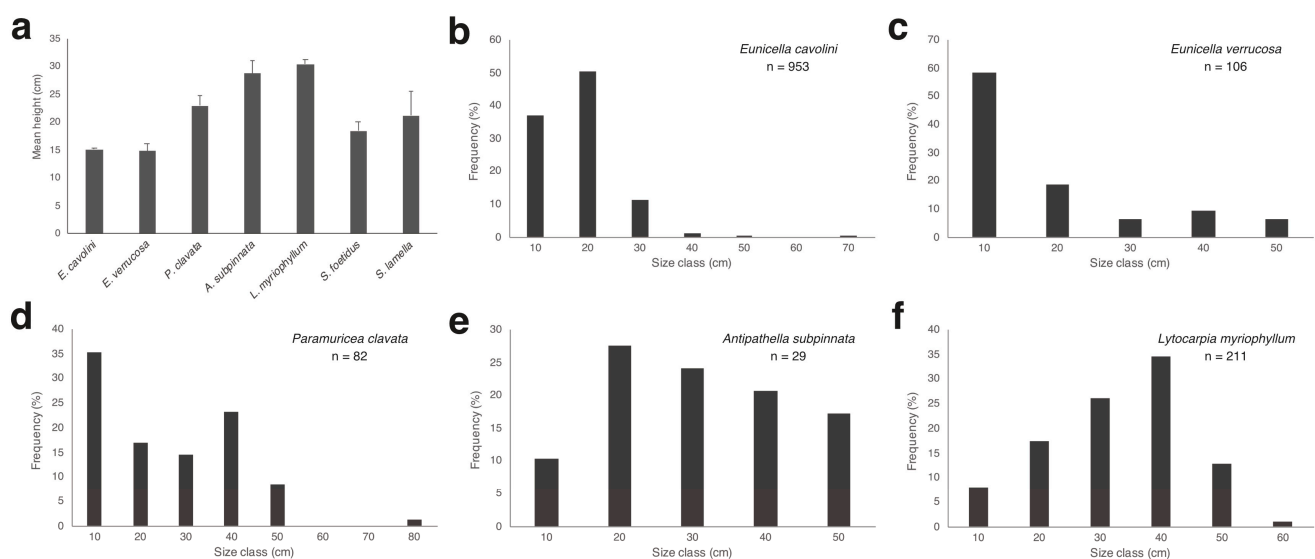 a
Mean height (cm)
35
30
25
20
15
10
5
0
E. cavolini
E. verrucosa
P. clavata
A. subpinnata
L. myriophyllum
S. foetidus
S. lamella
b
Eunicella cavolini
n = 953
Frequency (%)
60
50
40
30
20
10
0
10 20 30 40 50 60 70
Size class (cm)
c
Eunicella verrucosa
n = 106
Frequency (%)
70
60
50
40
30
20
10
0
10 20 30 40 50
Size class (cm)
d
Paramuricea clavata
n = 82
Frequency (%)
40
35
30
25
20
15
10
5
0
10 20 30 40 50 60 70 80
Size class (cm)
e
Antipathella subpinnata
n = 29
Frequency (%)
30
25
20
15
10
5
0
10 20 30 40 50
Size class (cm)
f
Lytocarpia myriophyllum
n = 211
Frequency (%)
40
35
30
25
20
15
10
5
0
10 20 30 40 50 60
Size class (cm)